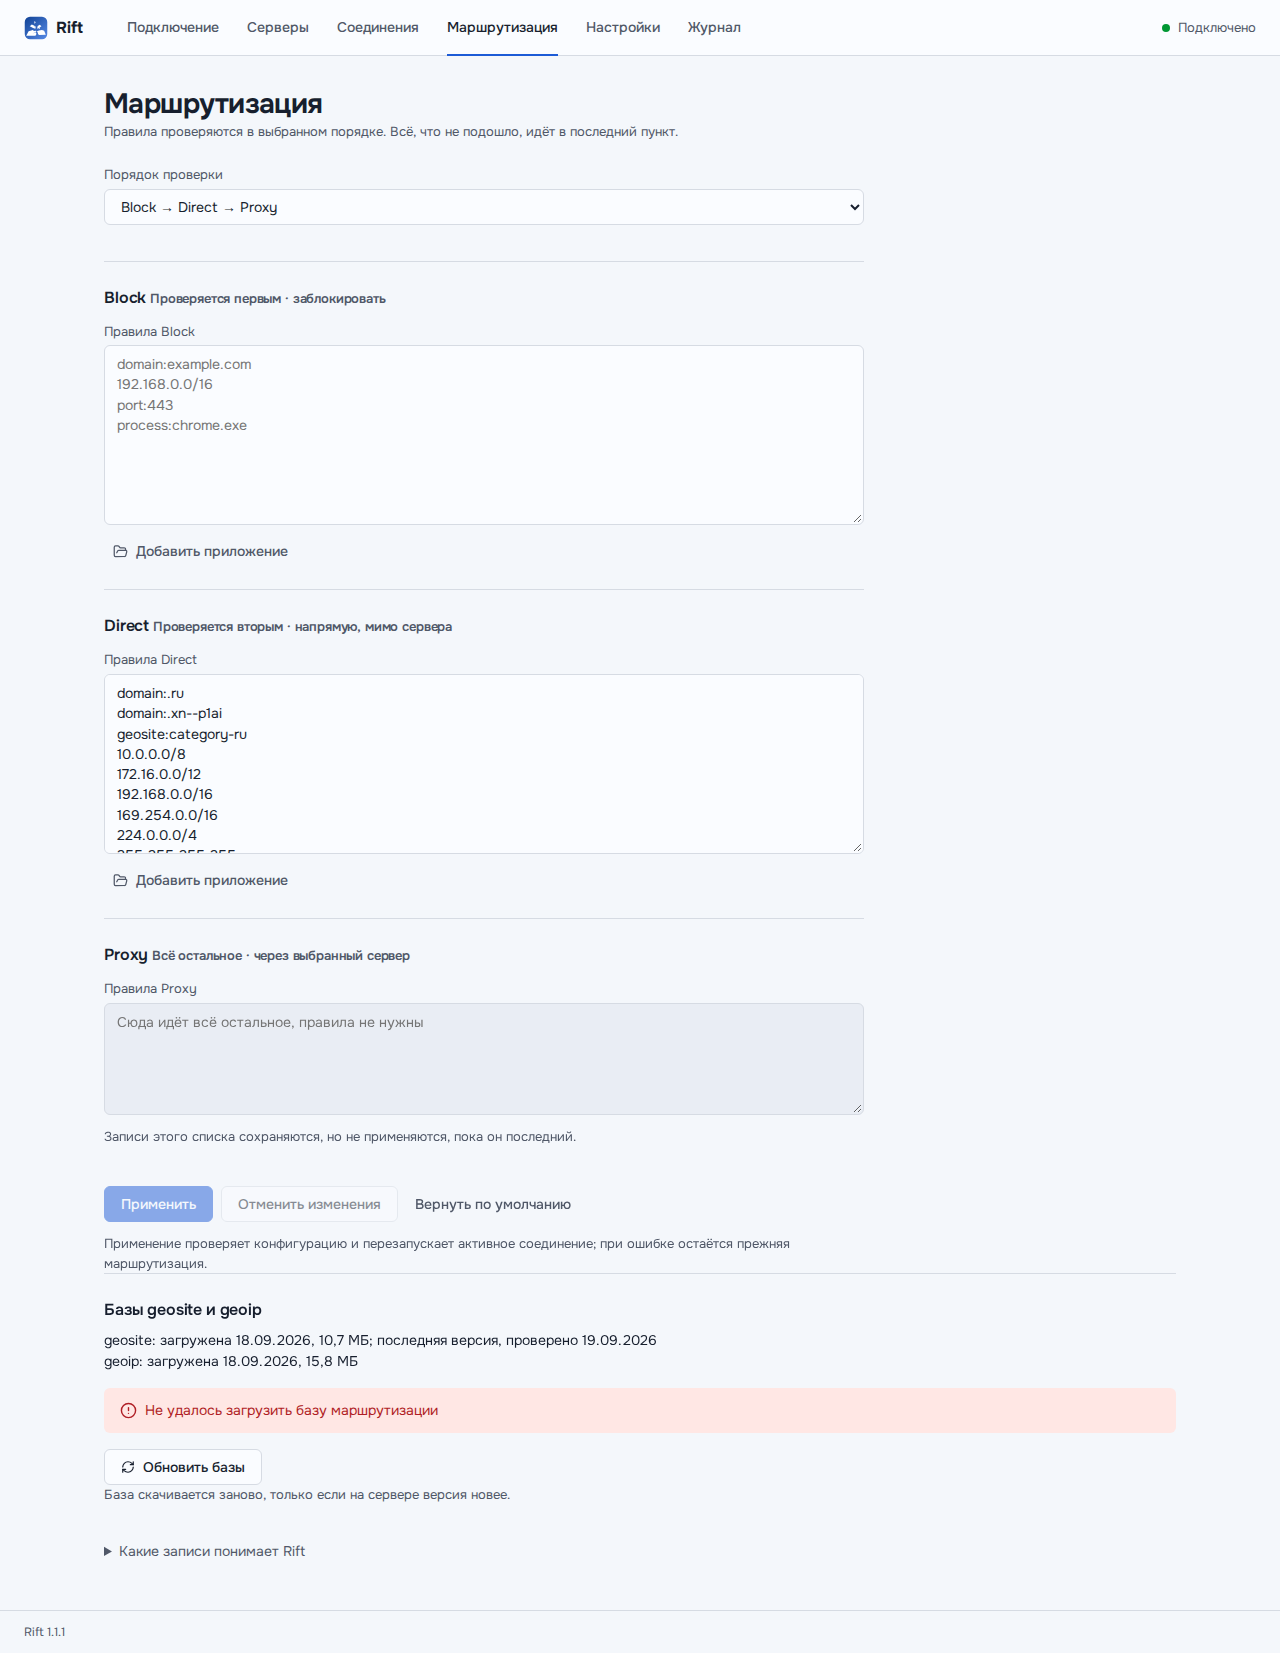 Rift
Подключение
Серверы
Соединения
Маршрутизация
Настройки
Журнал
Подключено
Маршрутизация
Правила проверяются в выбранном порядке. Всё, что не подошло, идёт в последний пункт.
Порядок проверки
Block → Direct → Proxy
Block Проверяется первым · заблокировать
Правила Block
domain:example.com
192.168.0.0/16
port:443
process:chrome.exe
Добавить приложение
Direct Проверяется вторым · напрямую, мимо сервера
Правила Direct
domain:.ru
domain:.xn--p1ai
geosite:category-ru
10.0.0.0/8
172.16.0.0/12
192.168.0.0/16
169.254.0.0/16
224.0.0.0/4
255.255.255.255
Добавить приложение
Proxy Всё остальное · через выбранный сервер
Правила Proxy
Сюда идёт всё остальное, правила не нужны
Записи этого списка сохраняются, но не применяются, пока он последний.
Применить
Отменить изменения
Вернуть по умолчанию
Применение проверяет конфигурацию и перезапускает активное соединение; при ошибке остаётся прежняя
маршрутизация.
Базы geosite и geoip
geosite: загружена 18.09.2026, 10,7 МБ; последняя версия, проверено 19.09.2026
geoip: загружена 18.09.2026, 15,8 МБ
Не удалось загрузить базу маршрутизации
Обновить базы
База скачивается заново, только если на сервере версия новее.
Какие записи понимает Rift
Rift 1.1.1